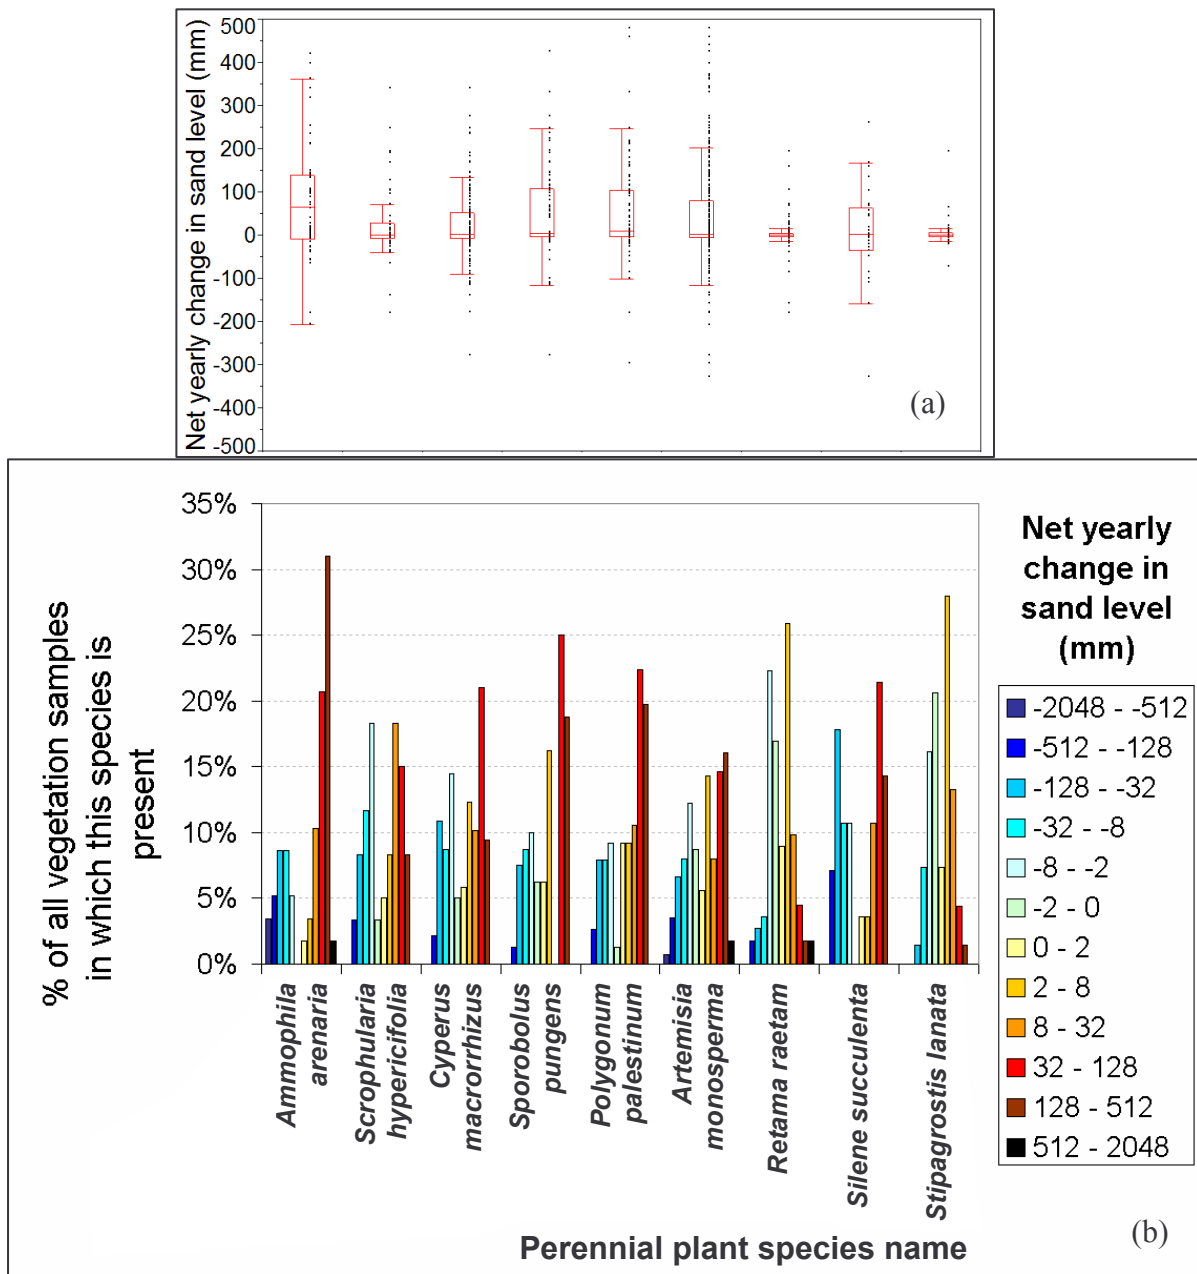 Net yearly change in sand level (mm)
500
400
300
200
100
0
-100
-200
-300
-400
-500
(a)
% of all vegetation samples
in which this species is
present
35%
30%
25%
20%
15%
10%
5%
0%
Ammophila
arenaria
Scrophularia
hypericifolia
Cyperus
macrorrhizus
Sporobolus
pungens
Polygonum
palestinum
Artemisia
monosperma
Retama raetam
Silene succulenta
Stipagrostis lanata
Perennial plant species name
Net yearly
change in
sand level
(mm)
-2048 - -512
-512 - -128
-128 - -32
-32 - -8
-8 - -2
-2 - 0
0 - 2
2 - 8
8 - 32
32 - 128
128 - 512
512 - 2048
(b)